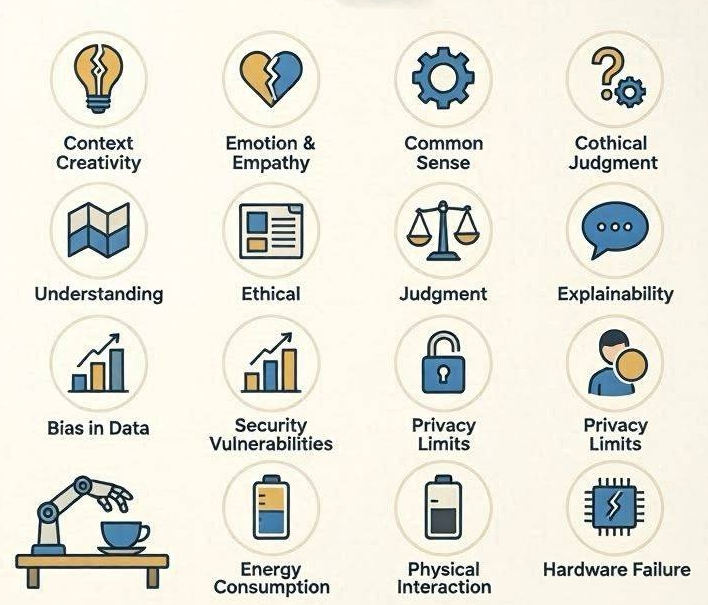 Context
Creativity
Emotion &
Empathy
Common
Sense
Cothical
Judgment
Understanding
Ethical
Judgment
Explainability
Bias in Data
Security
Vulnerabilities
Privacy
Limits
Privacy
Limits
Energy
Consumption
Physical
Interaction
Hardware Failure